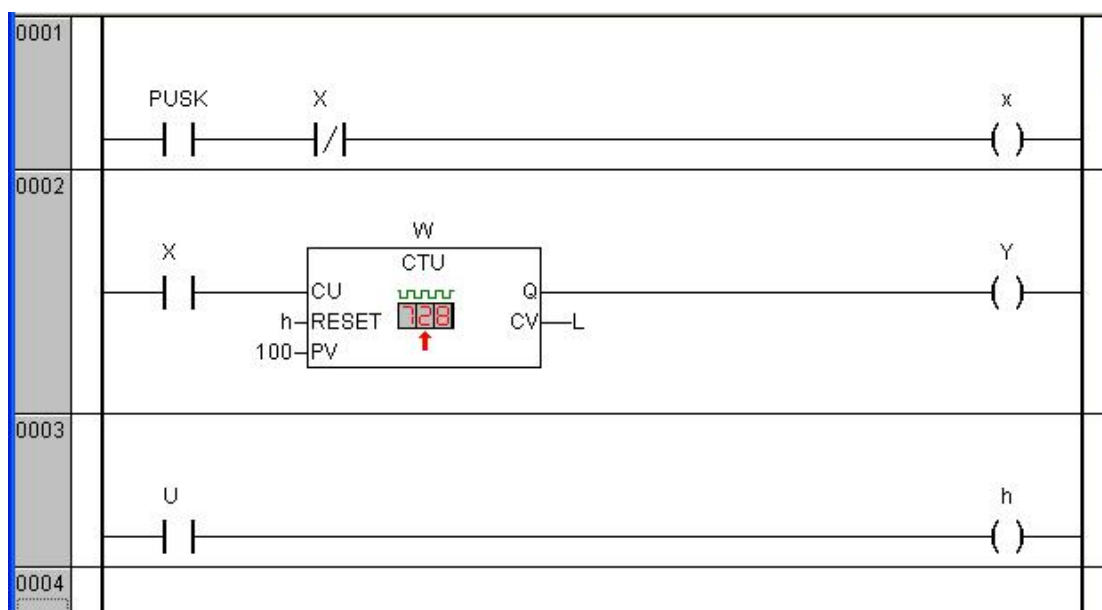 0001
PUSK X x
0002
W
X CTU Y
CU Q
h RESET 728 CV L
100 PV
0003
U h
0004